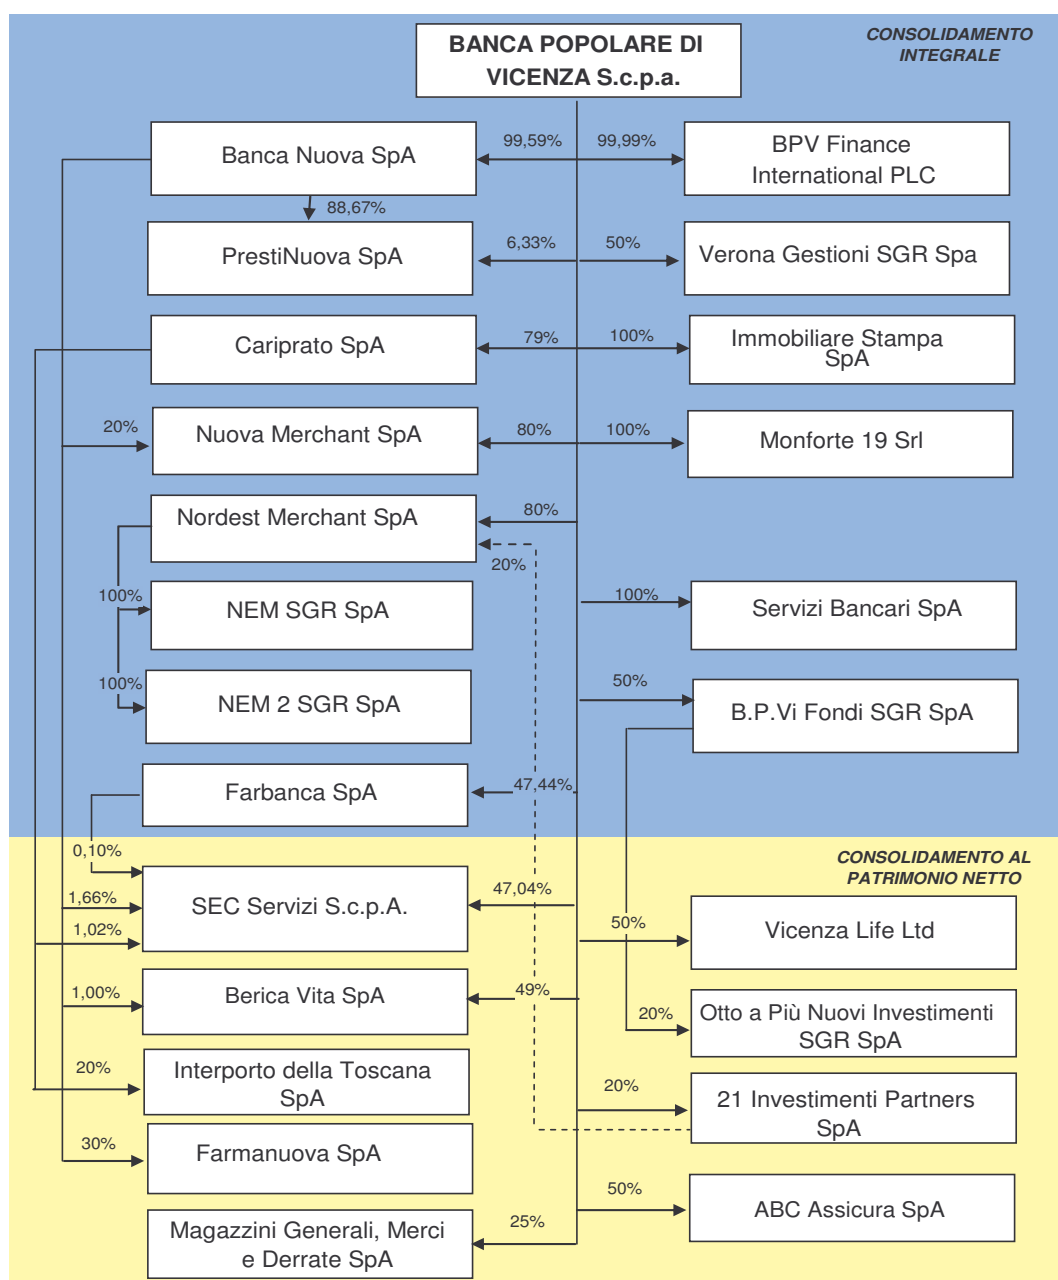 BANCA POPOLARE DI
VICENZA S.c.p.a.
CONSOLIDAMENTO
INTEGRALE
Banca Nuova SpA
99,59%
99,99%
BPV Finance
International PLC
88,67%
PrestiNuova SpA
6,33%
50%
Verona Gestioni SGR Spa
Cariprato SpA
79%
100%
Immobiliare Stampa
SpA
20%
Nuova Merchant SpA
80%
100%
Monforte 19 Srl
Nordest Merchant SpA
80%
20%
100%
NEM SGR SpA
100%
Servizi Bancari SpA
100%
NEM 2 SGR SpA
50%
B.P.Vi Fondi SGR SpA
Farbanca SpA
47,44%
0,10%
CONSOLIDAMENTO AL
PATRIMONIO NETTO
1,66%
SEC Servizi S.c.p.A.
47,04%
1,02%
50%
Vicenza Life Ltd
1,00%
Berica Vita SpA
49%
20%
Otto a Più Nuovi Investimenti
SGR SpA
20%
Interporto della Toscana
SpA
20%
21 Investimenti Partners
SpA
30%
Farmanuova SpA
50%
ABC Assicura SpA
Magazzini Generali, Merci
e Derrate SpA
25%